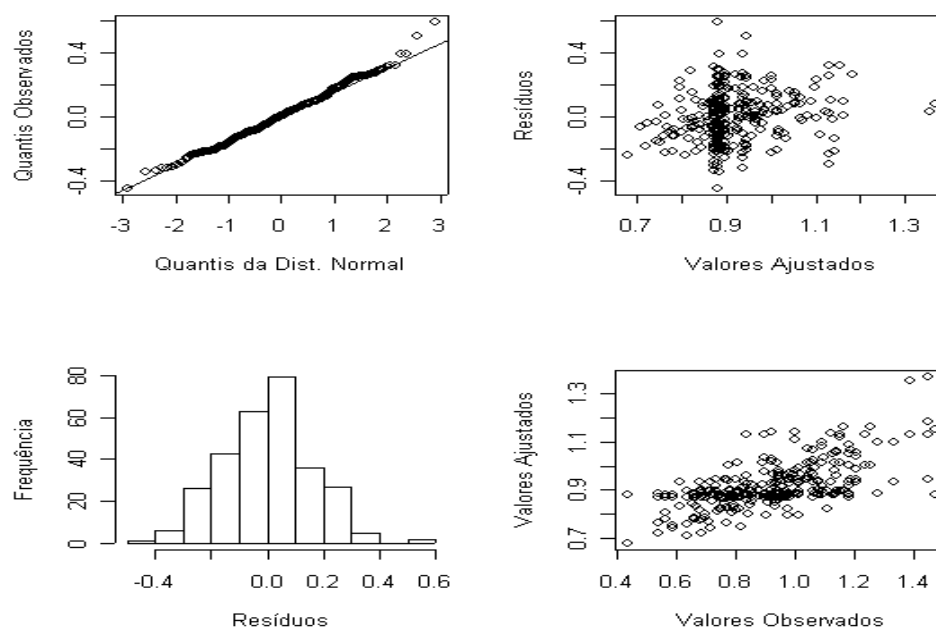 Quantis Observados
0.4
0.0
-0.4
-3 -2 -1 0 1 2 3
Quantis da Dist. Normal
Resíduos
0.4
0.0
-0.4
0.7 0.9 1.1 1.3
Valores Ajustados
Frequência
80
60
40
20
0
-0.4 0.0 0.2 0.4 0.6
Resíduos
Valores Ajustados
1.3
1.1
0.9
0.7
0.4 0.6 0.8 1.0 1.2 1.4
Valores Observados